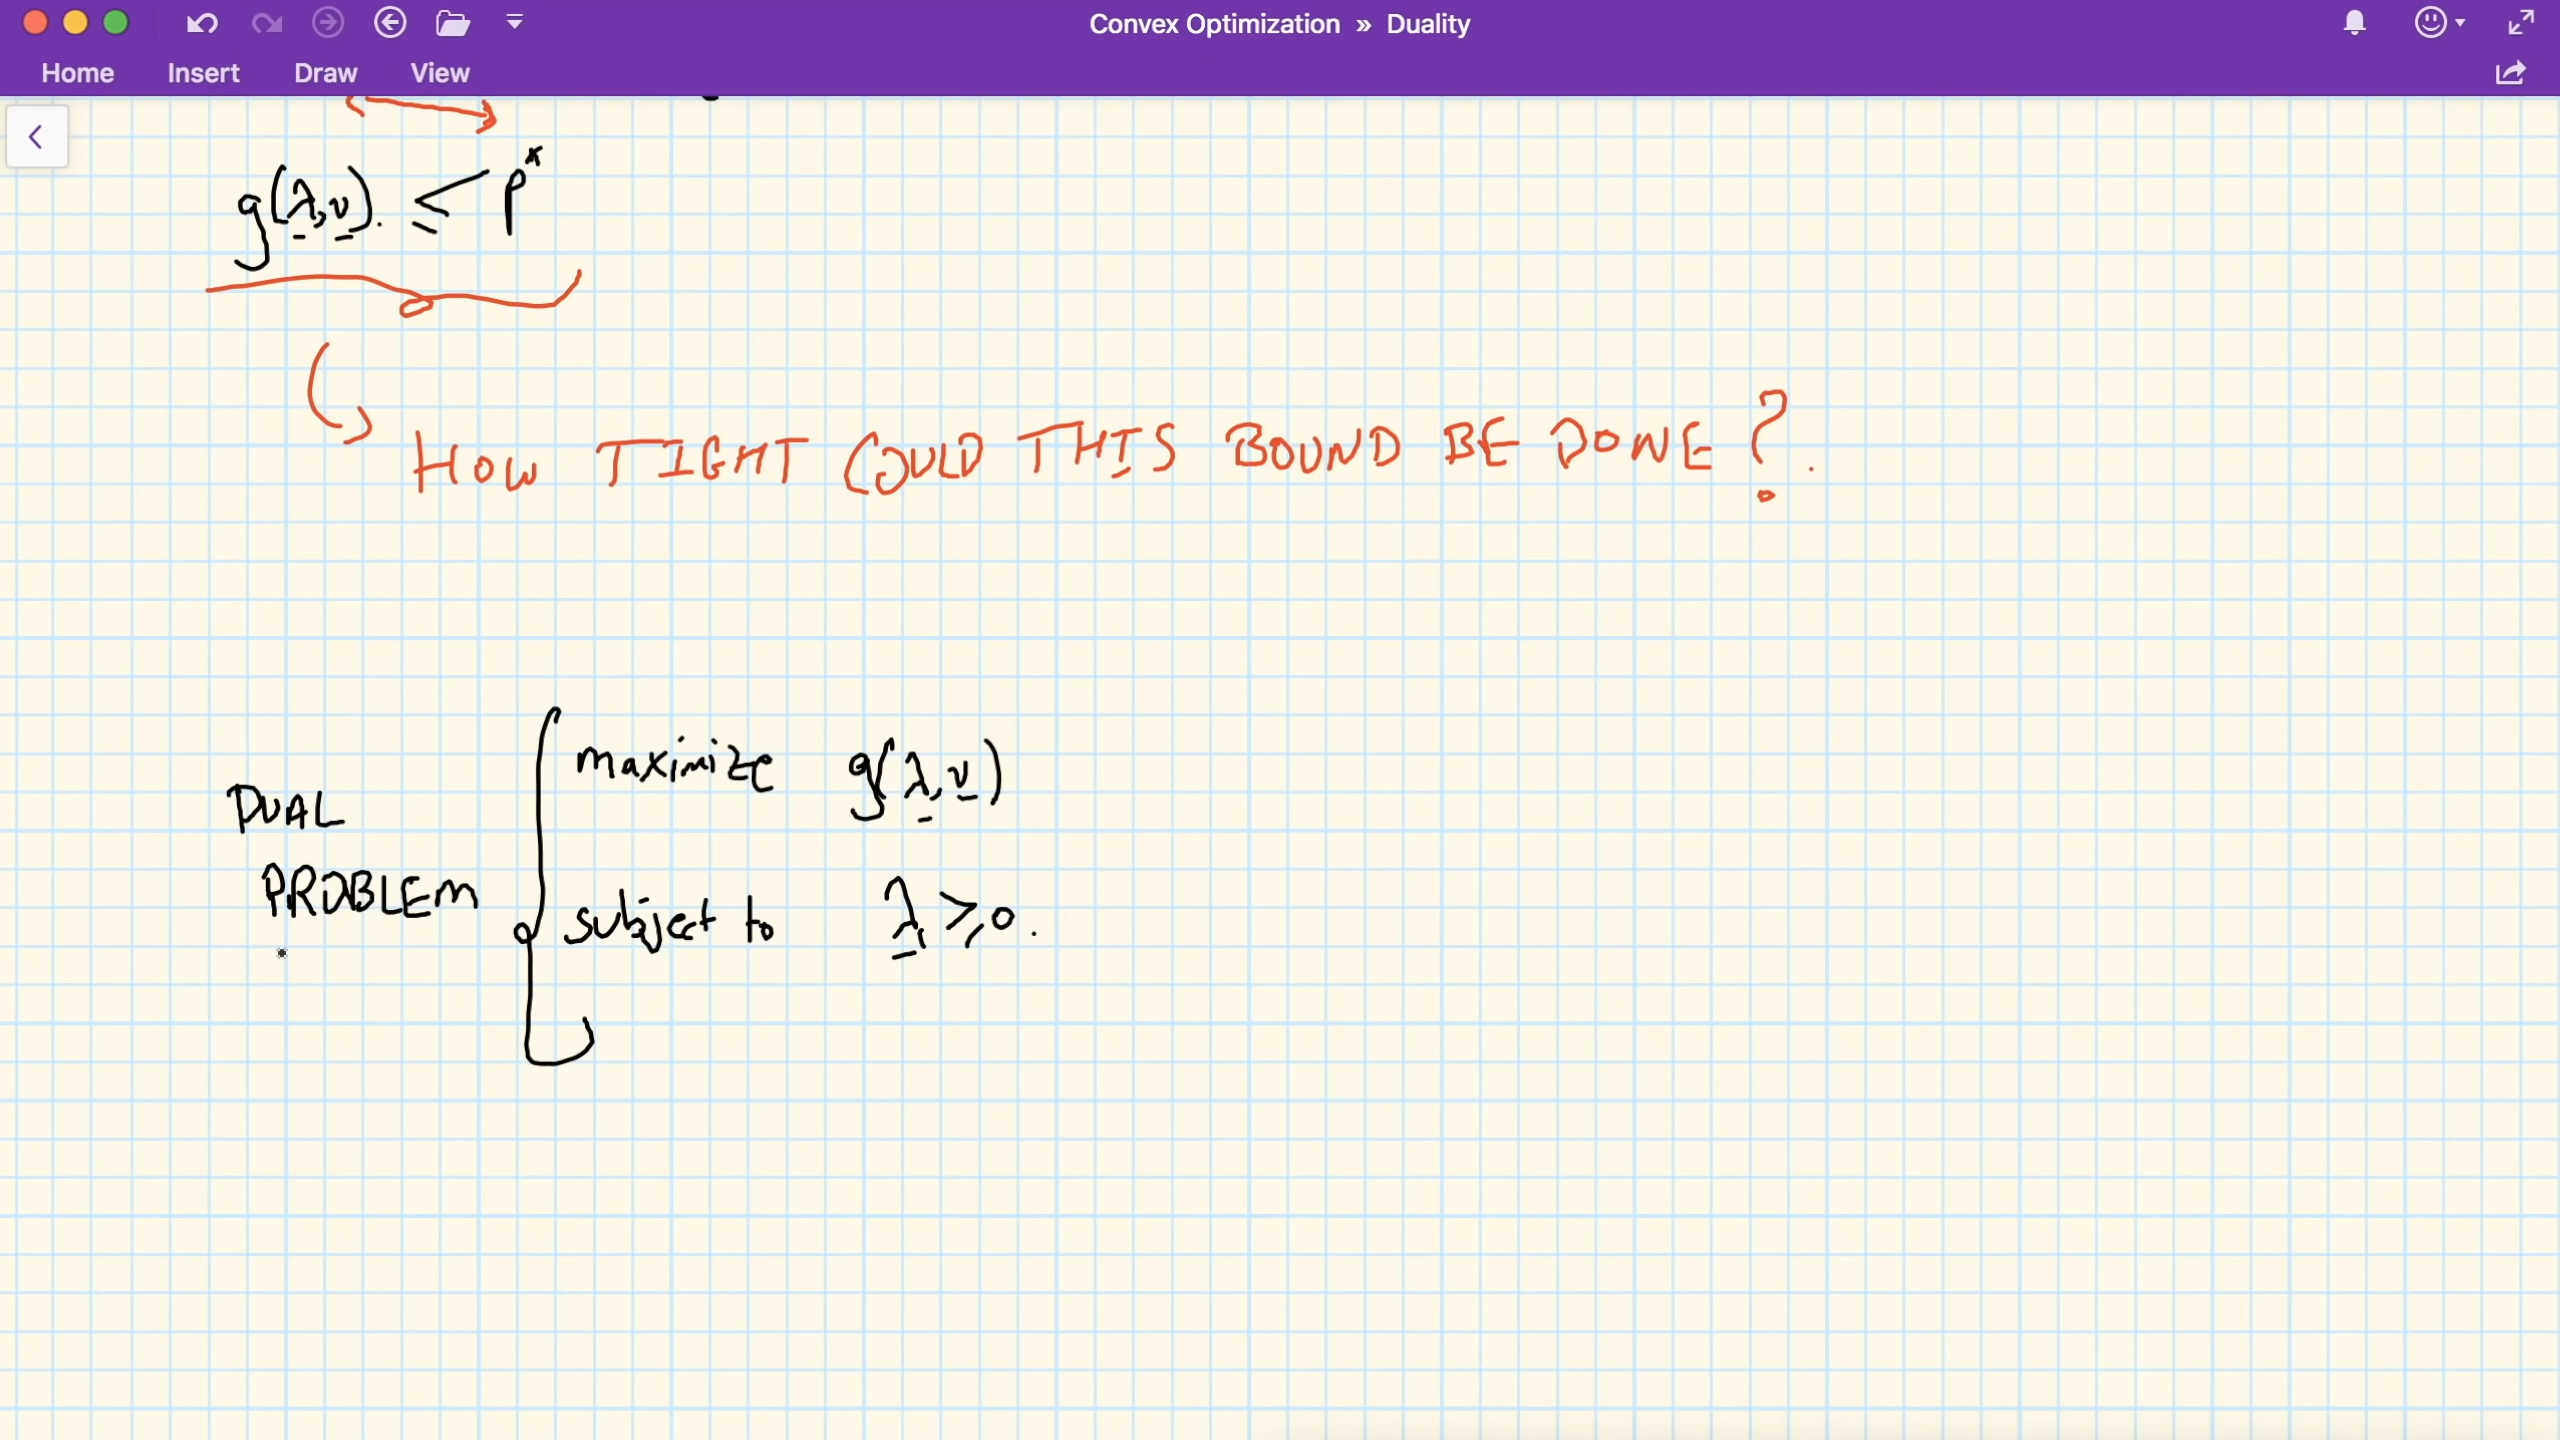 Convex Optimization » Duality
Home Insert Draw View
g(λ,ν). ≤ p*
HOW TIGHT COULD THIS BOUND BE DONE ?.
maximize g(λ,ν)
DUAL
PROBLEM
subject to λ ⩾ 0.